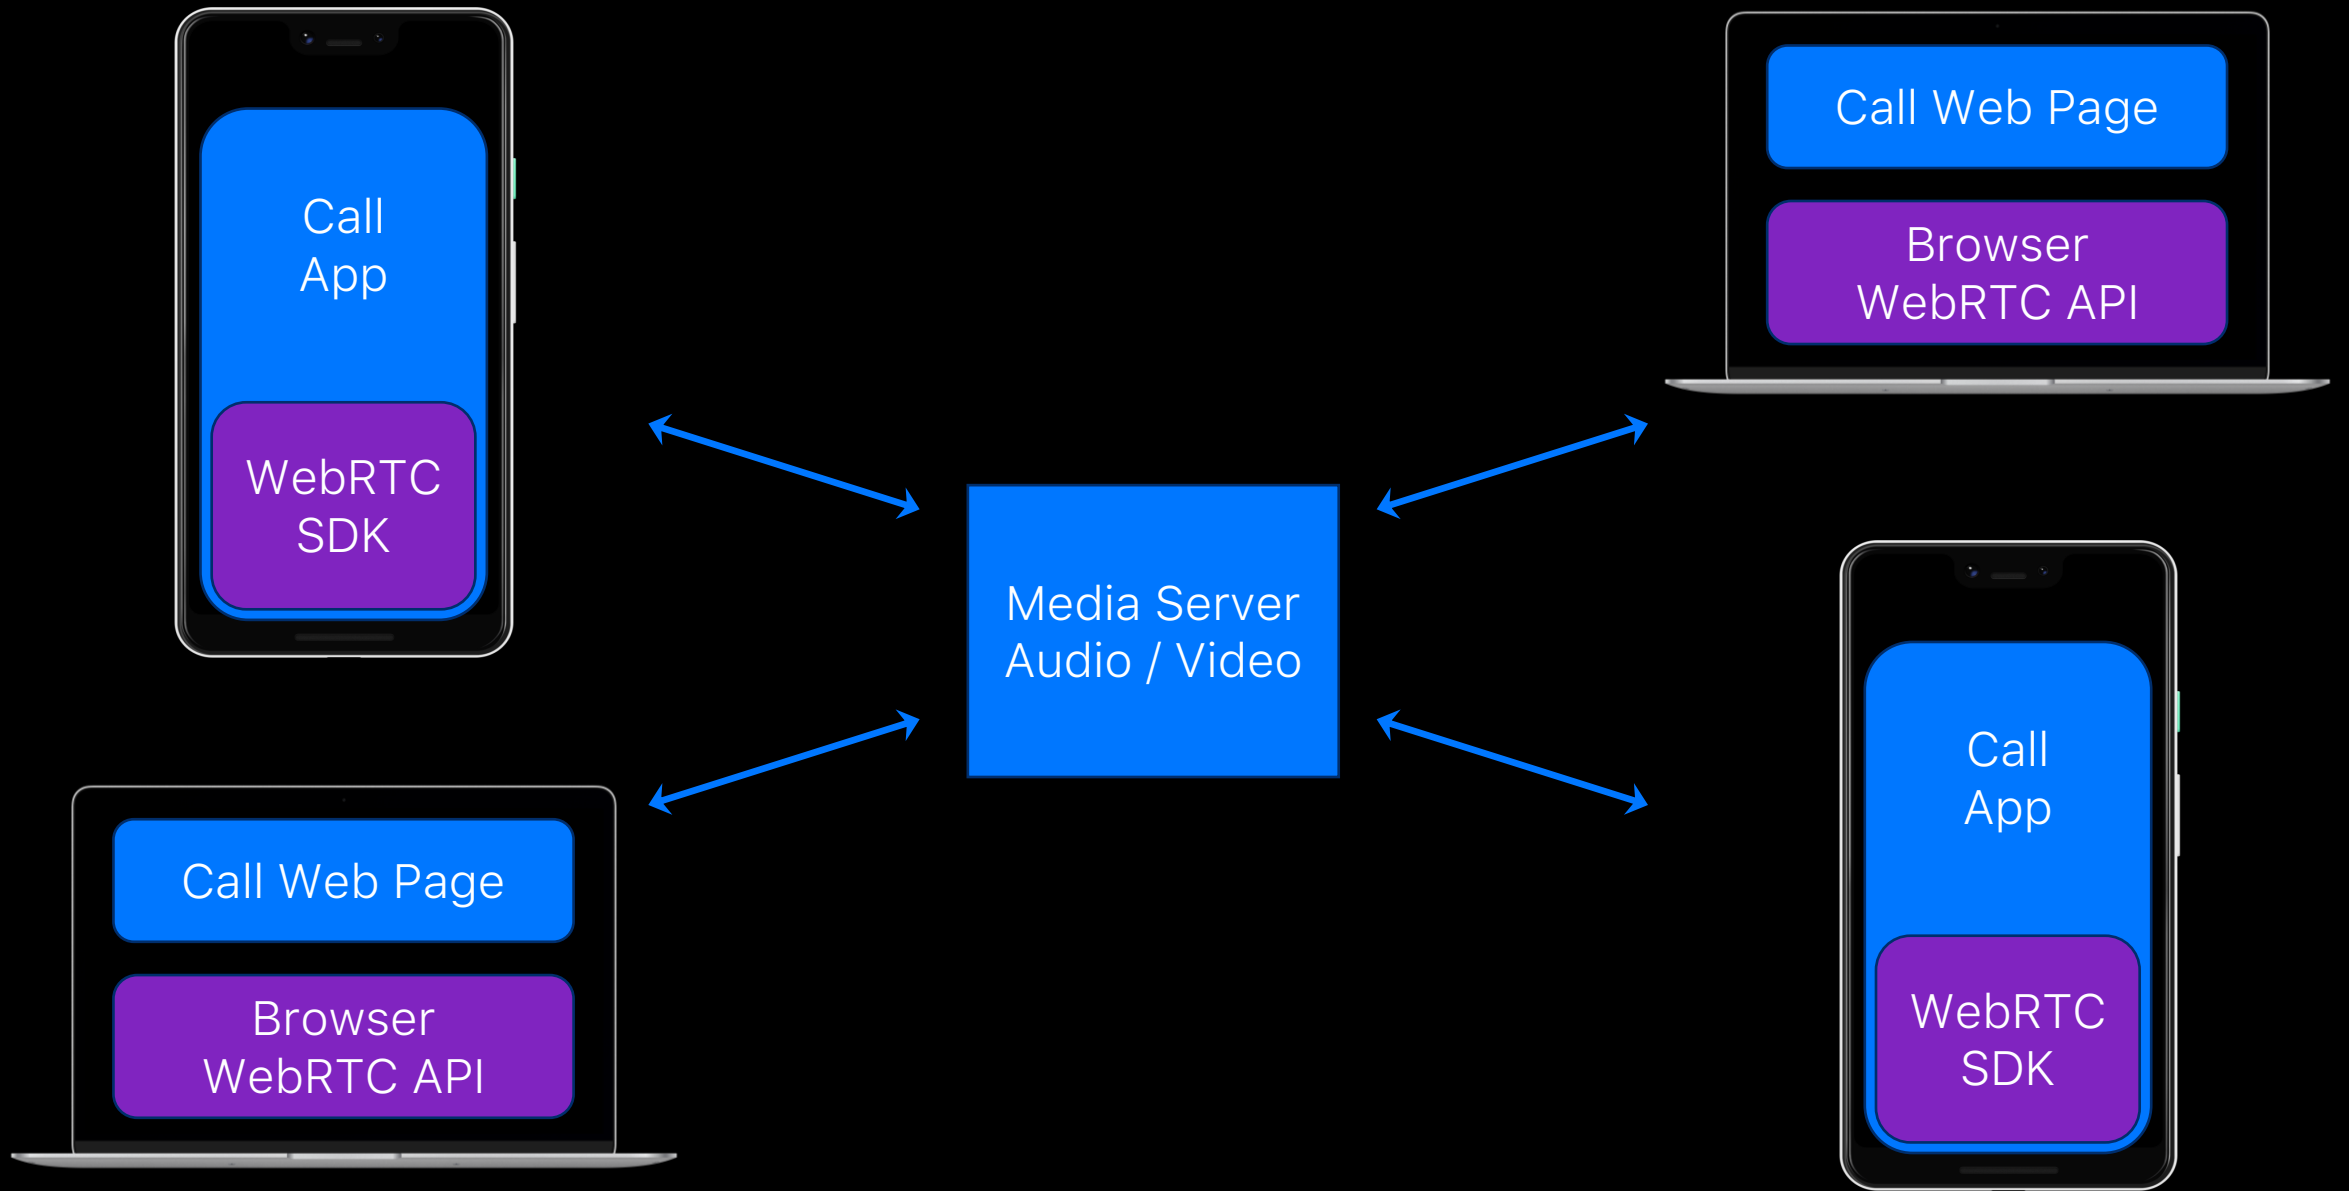 Call
App
WebRTC
SDK
Call Web Page
Browser
WebRTC API
Media Server
Audio / Video
Call Web Page
Browser
WebRTC API
Call
App
WebRTC
SDK